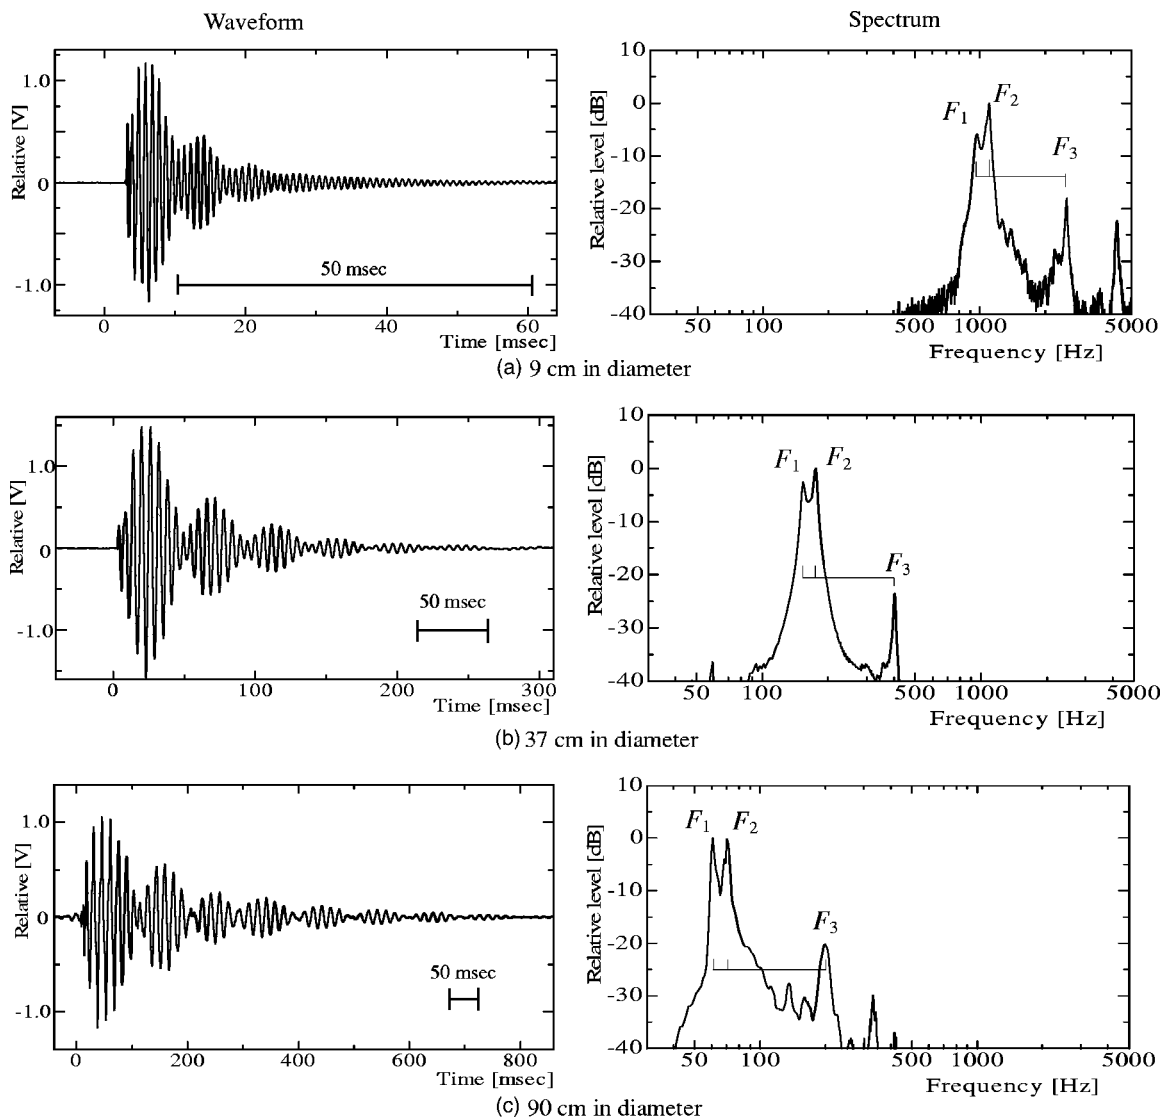 Waveform
Spectrum
Relative [V]
1.0
0
-1.0
50 msec
0 20 40 60
Time [msec]
Relative level [dB]
10
0
-10
-20
-30
-40
F1
F2
F3
50 100 500 1000 5000
Frequency [Hz]
(a) 9 cm in diameter
Relative [V]
1.0
0
-1.0
50 msec
0 100 200 300
Time [msec]
Relative level [dB]
10
0
-10
-20
-30
-40
F1
F2
F3
50 100 500 1000 5000
Frequency [Hz]
(b) 37 cm in diameter
Relative [V]
1.0
0
-1.0
50 msec
0 200 400 600 800
Time [msec]
Relative level [dB]
10
0
-10
-20
-30
-40
F1
F2
F3
50 100 500 1000 5000
Frequency [Hz]
(c) 90 cm in diameter